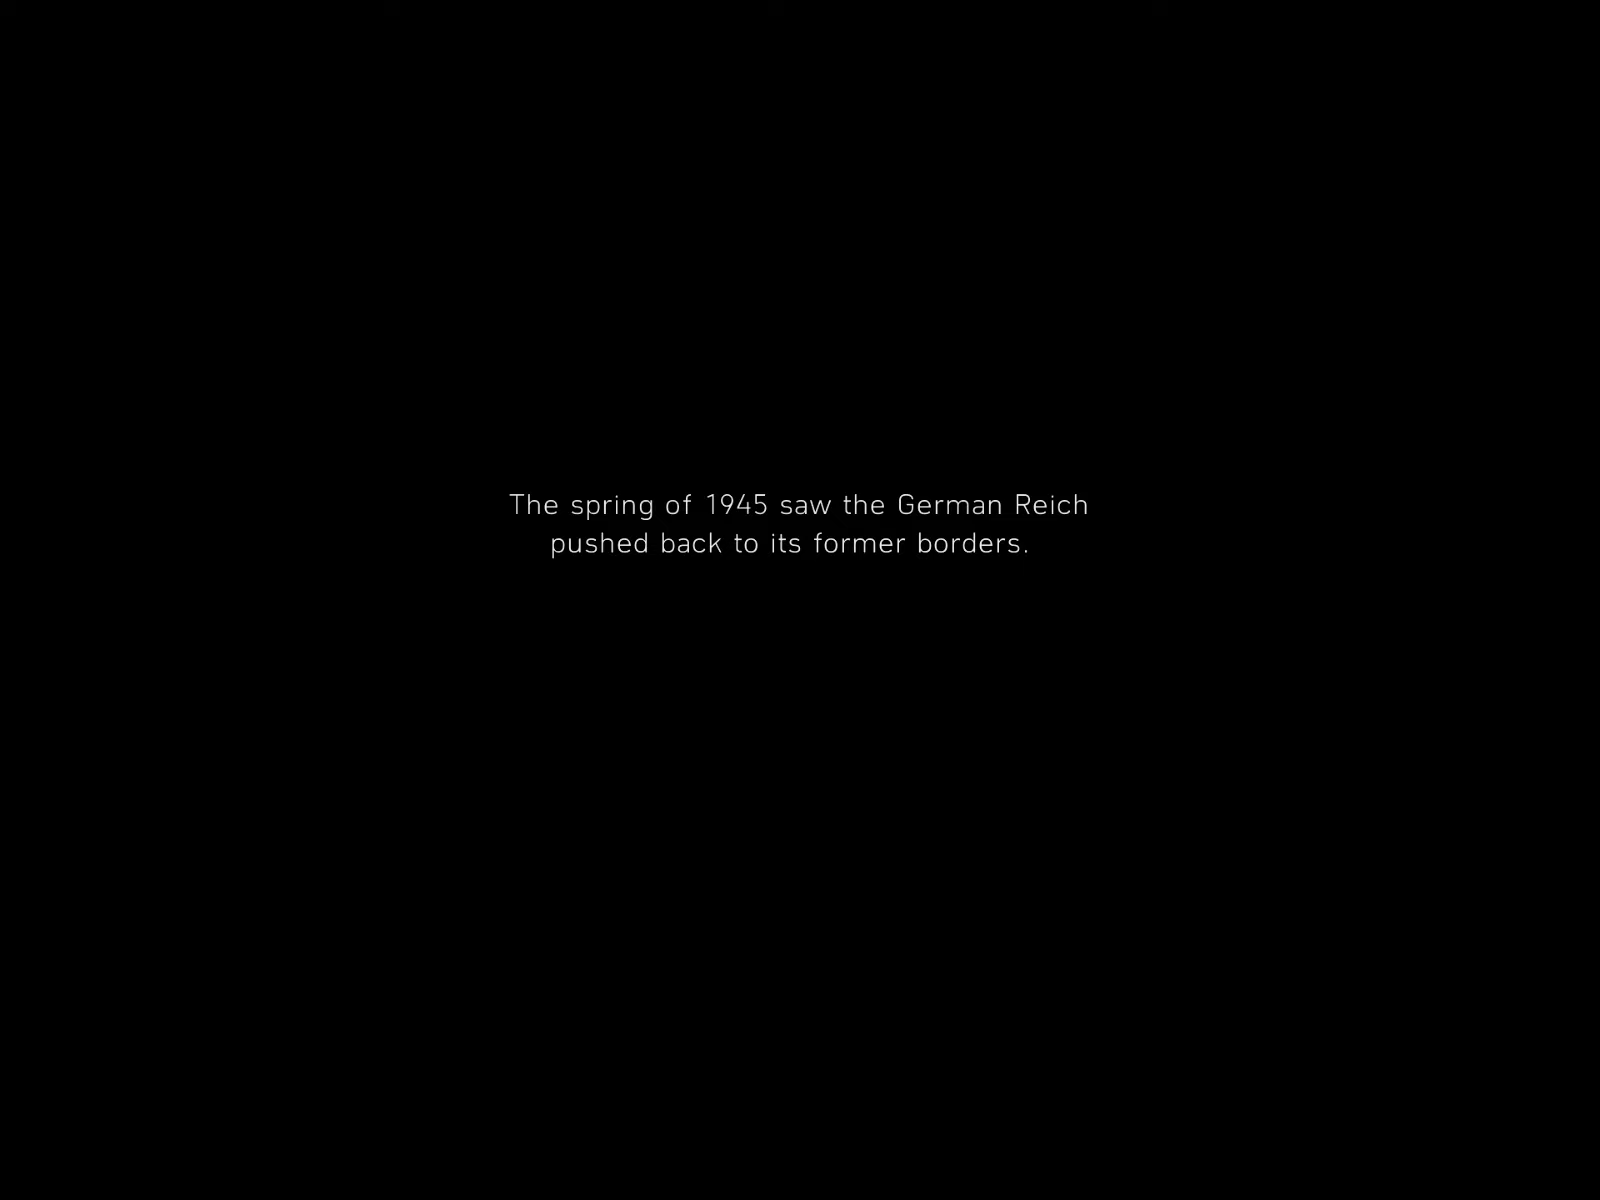 The spring of 1945 saw the German Reich
pushed back to its former borders.